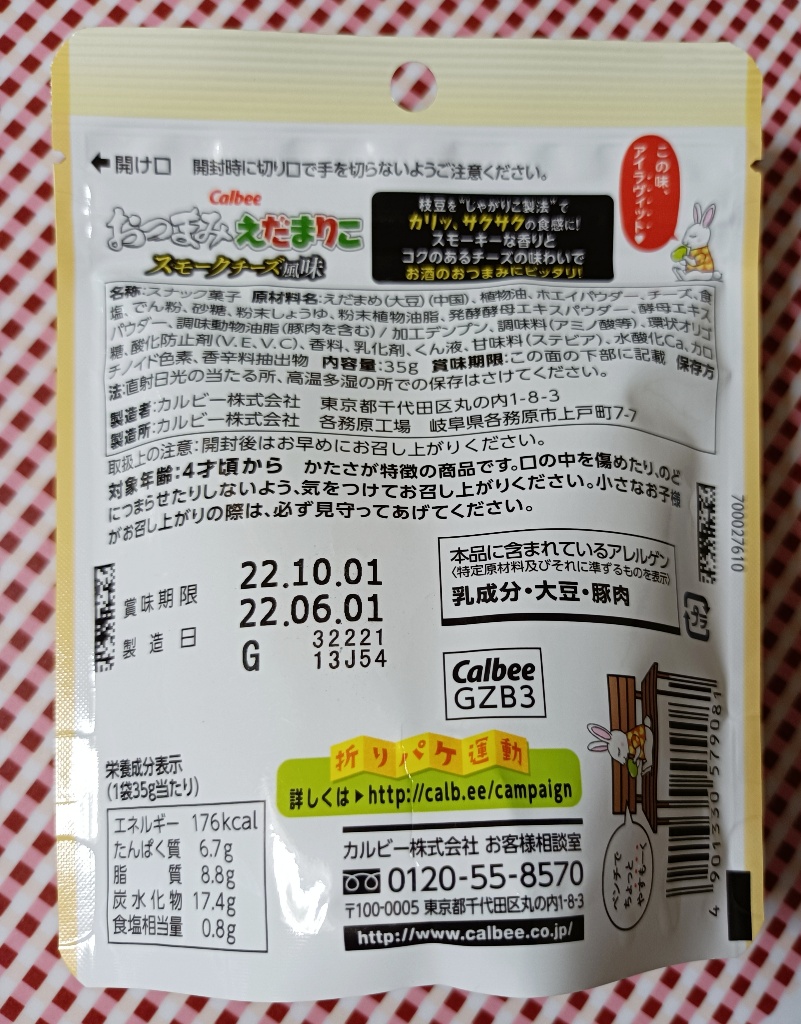 この味、
アイラヴィット♥
開け口 開封時に切り口で手を切らないようご注意ください。
Calbee
おつまみえだまりこ
スモークチーズ風味
枝豆を"じゃがりこ製法"で
カリッ、サクサクの食感に!
スモーキーな香りと
コクのあるチーズの味わいで
お酒のおつまみにピッタリ!
名称:スナック菓子 原材料名:えだまめ(大豆)(中国)、植物油、ホエイパウダー、チーズ、食
塩、でん粉、砂糖、粉末しょうゆ、粉末植物油脂、発酵酵母エキスパウダー、酵母エキス
パウダー、調味動物油脂(豚肉を含む)/加工デンプン、調味料(アミノ酸等)、環状オリゴ
糖、酸化防止剤(V.E、V.C)、香料、乳化剤、くん液、甘味料(ステビア)、水酸化Ca、カロ
チノイド色素、香辛料抽出物 内容量:35g 賞味期限:この面の下部に記載 保存方
法:直射日光の当たる所、高温多湿の所での保存はさけてください。
製造者:カルビー株式会社 東京都千代田区丸の内1-8-3
製造所:カルビー株式会社 各務原工場 岐阜県各務原市上戸町7-7
取扱上の注意:開封後はお早めにお召し上がりください。
対象年齢:4才頃から かたさが特徴の商品です。口の中を傷めたり、のど
につまらせたりしないよう、気をつけてお召し上がりください。小さなお子様
がお召し上がりの際は、必ず見守ってあげてください。
700027610
賞味期限 22.10.01
22.06.01
製造日 G 32221
13J54
本品に含まれているアレルゲン
〈特定原材料及びそれに準ずるものを表示〉
乳成分・大豆・豚肉
プラ
Calbee
GZB3
折りパケ運動
詳しくは▶http://calb.ee/campaign
栄養成分表示
(1袋35g当たり)
エネルギー 176kcal
たんぱく質 6.7g
脂質 8.8g
炭水化物 17.4g
食塩相当量 0.8g
カルビー株式会社 お客様相談室
0120-55-8570
〒100-0005 東京都千代田区丸の内1-8-3
http://www.calbee.co.jp/
ベンチで
ちょっと
やすも〜く
4 901330 579081